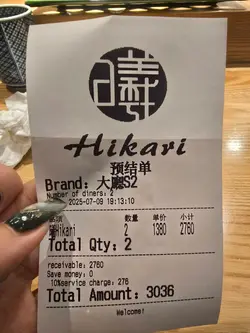 曦
Hikari
预结单
Brand: 大廳S2
Number of diners: 2
2025-07-09 19:13:10
数量 单价 小计
Hikari 2 1380 2760
Total Qty: 2
receivable: 2760
Save money: 0
10%service charge: 276
Total Amount: 3036
Welcome!